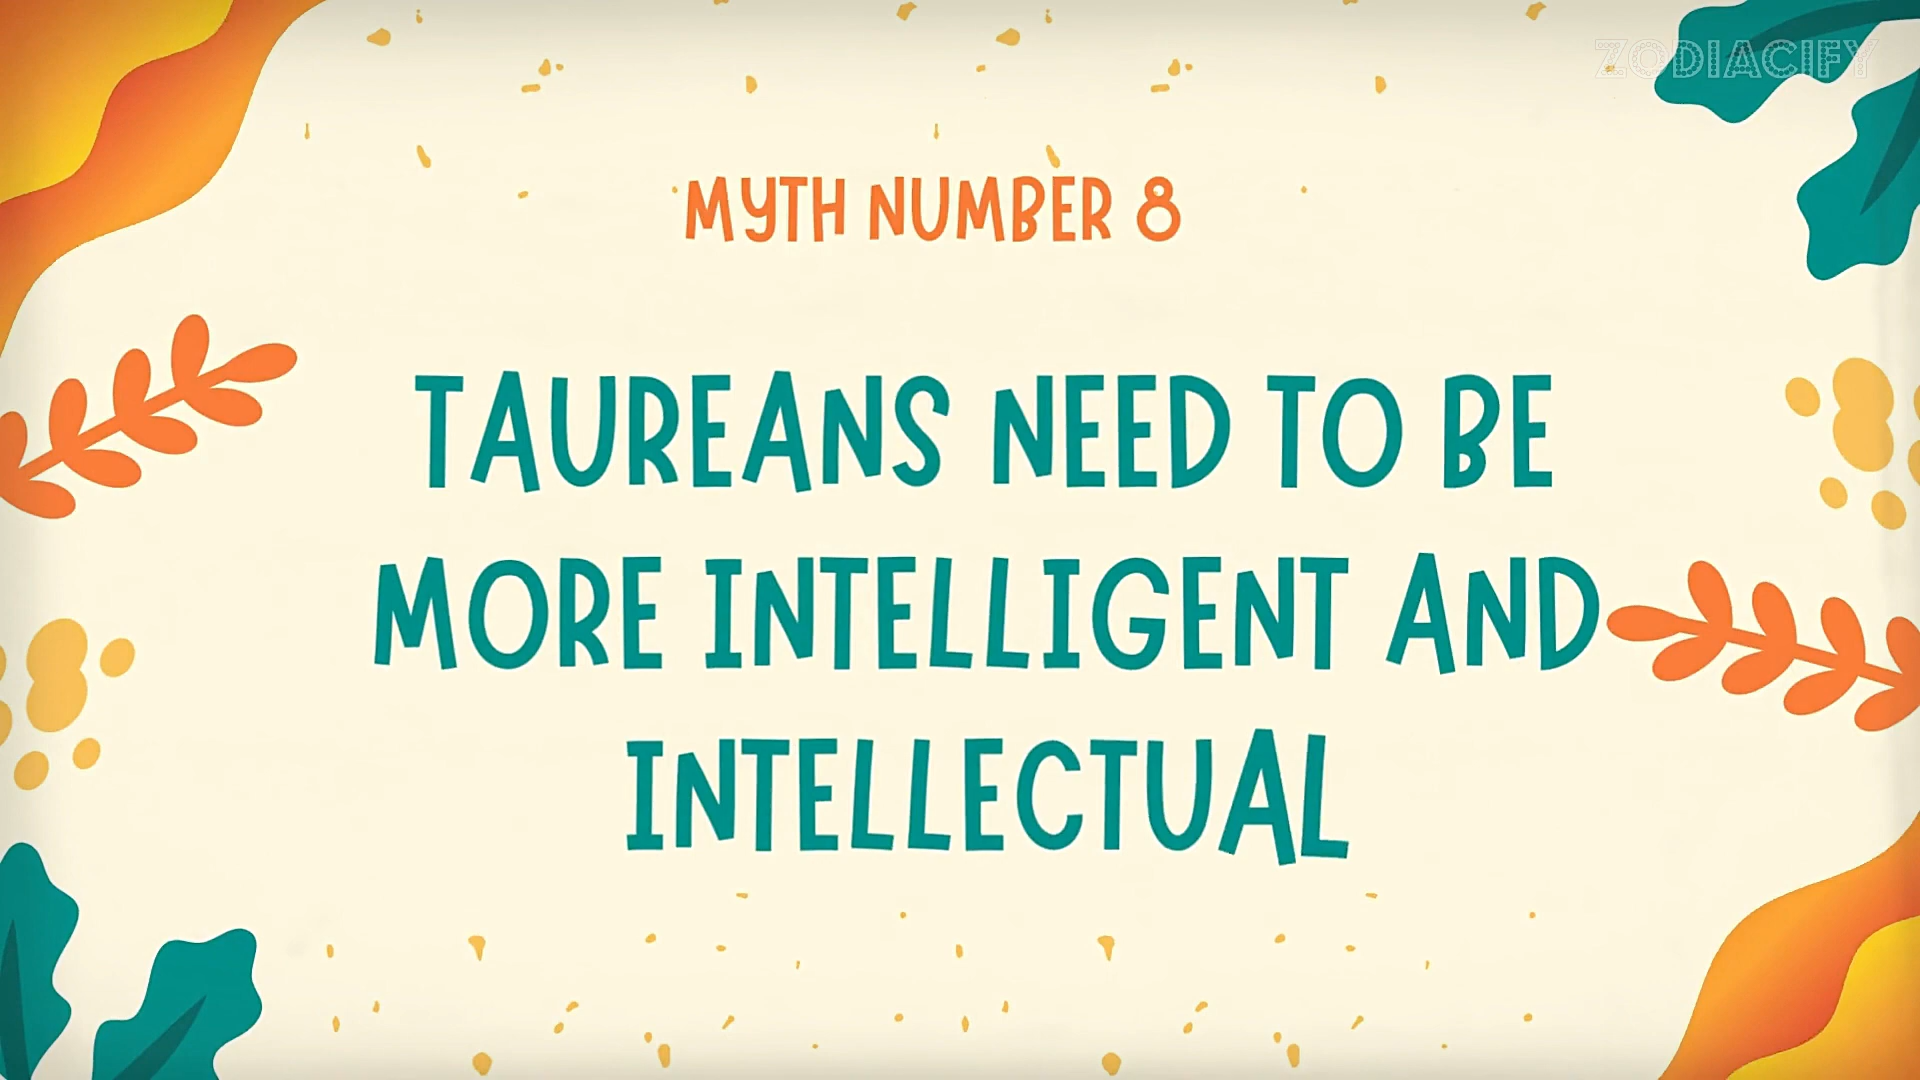 ZODIACIFY
MYTH NUMBER 8
TAUREANS NEED TO BE
MORE INTELLIGENT AND
INTELLECTUAL